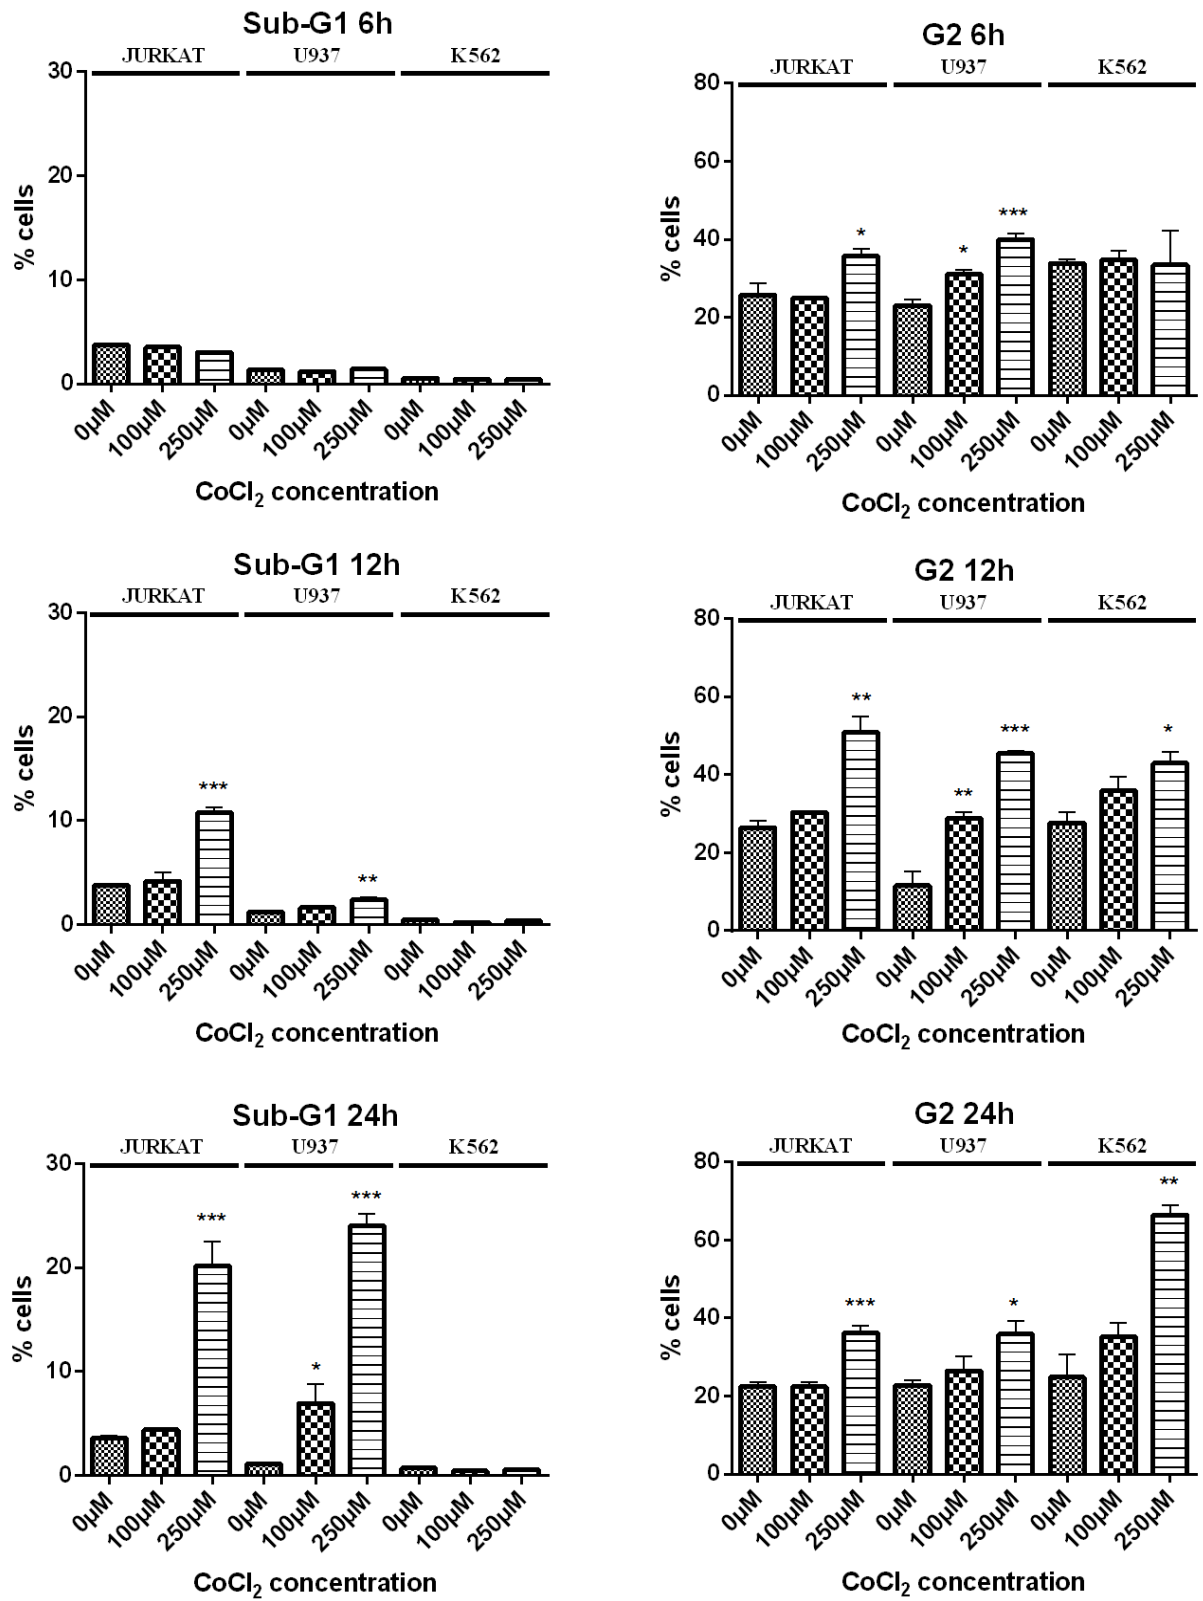 Sub-G1 6h
JURKAT U937 K562
30
20
10
0
% cells
0µM 100µM 250µM 0µM 100µM 250µM 0µM 100µM 250µM
CoCl₂ concentration
G2 6h
JURKAT U937 K562
80
60
40
20
0
% cells
* * ***
0µM 100µM 250µM 0µM 100µM 250µM 0µM 100µM 250µM
CoCl₂ concentration
Sub-G1 12h
JURKAT U937 K562
30
20
10
0
% cells
*** **
0µM 100µM 250µM 0µM 100µM 250µM 0µM 100µM 250µM
CoCl₂ concentration
G2 12h
JURKAT U937 K562
80
60
40
20
0
% cells
** ** *** *
0µM 100µM 250µM 0µM 100µM 250µM 0µM 100µM 250µM
CoCl₂ concentration
Sub-G1 24h
JURKAT U937 K562
30
20
10
0
% cells
*** * ***
0µM 100µM 250µM 0µM 100µM 250µM 0µM 100µM 250µM
CoCl₂ concentration
G2 24h
JURKAT U937 K562
80
60
40
20
0
% cells
*** * **
0µM 100µM 250µM 0µM 100µM 250µM 0µM 100µM 250µM
CoCl₂ concentration